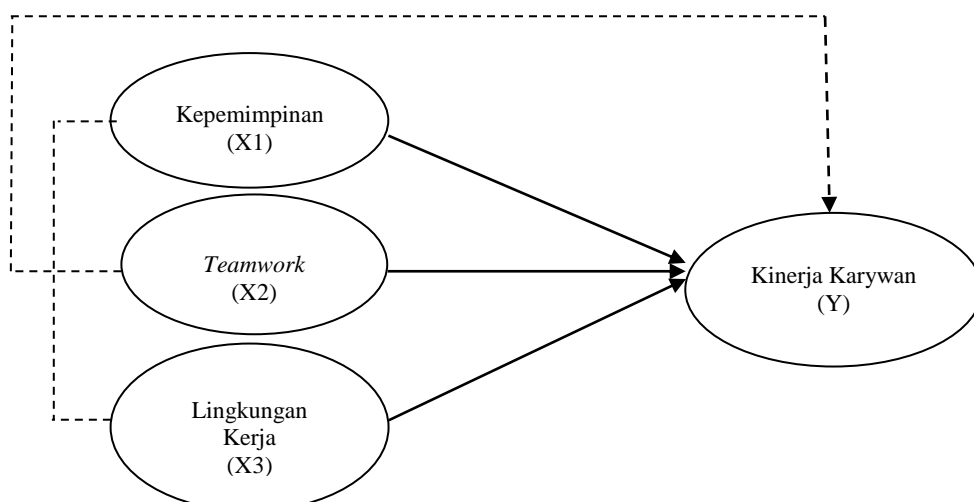 Kepemimpinan
(X1)
Teamwork
(X2)
Lingkungan
Kerja
(X3)
Kinerja Karywan
(Y)